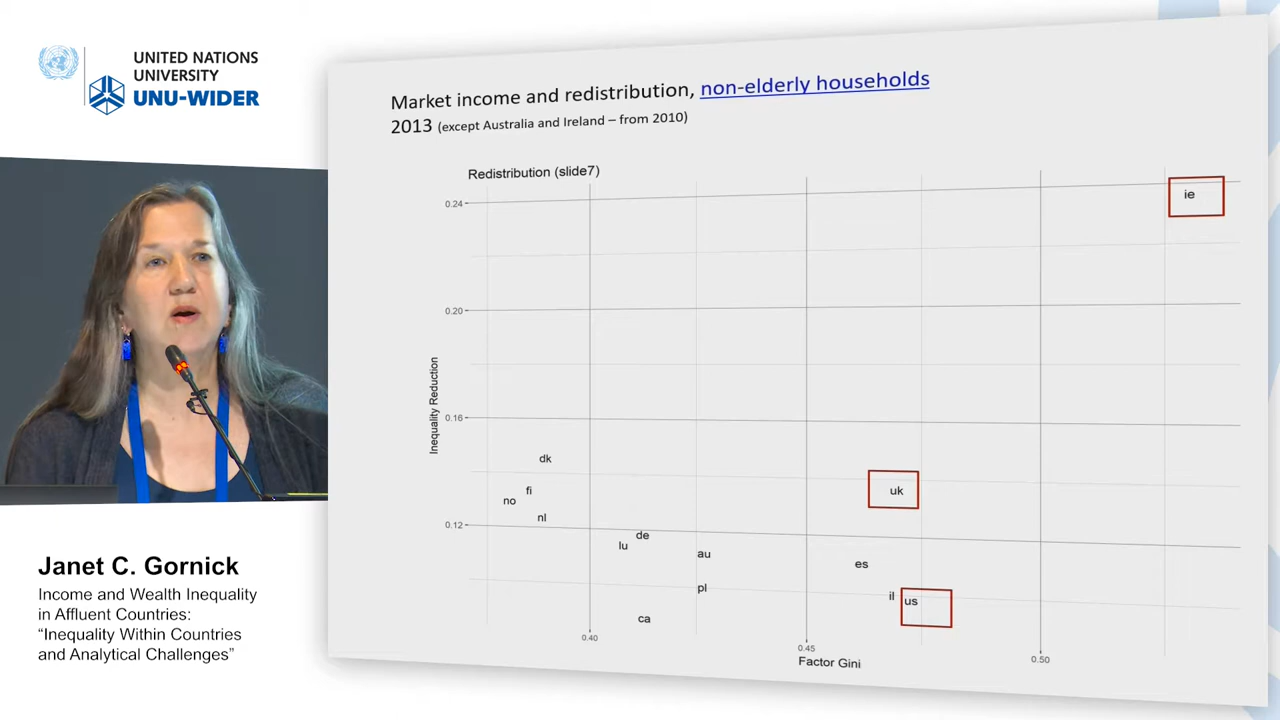 UNITED NATIONS
UNIVERSITY
UNU-WIDER
Market income and redistribution, non-elderly households
2013 (except Australia and Ireland – from 2010)
Redistribution (slide7)
0.24
0.20
0.16
0.12
Inequality Reduction
ie
dk
fi
no
nl
uk
de
lu
au
es
pl
il
us
ca
0.40
0.45
0.50
Factor Gini
Janet C. Gornick
Income and Wealth Inequality
in Affluent Countries:
“Inequality Within Countries
and Analytical Challenges”